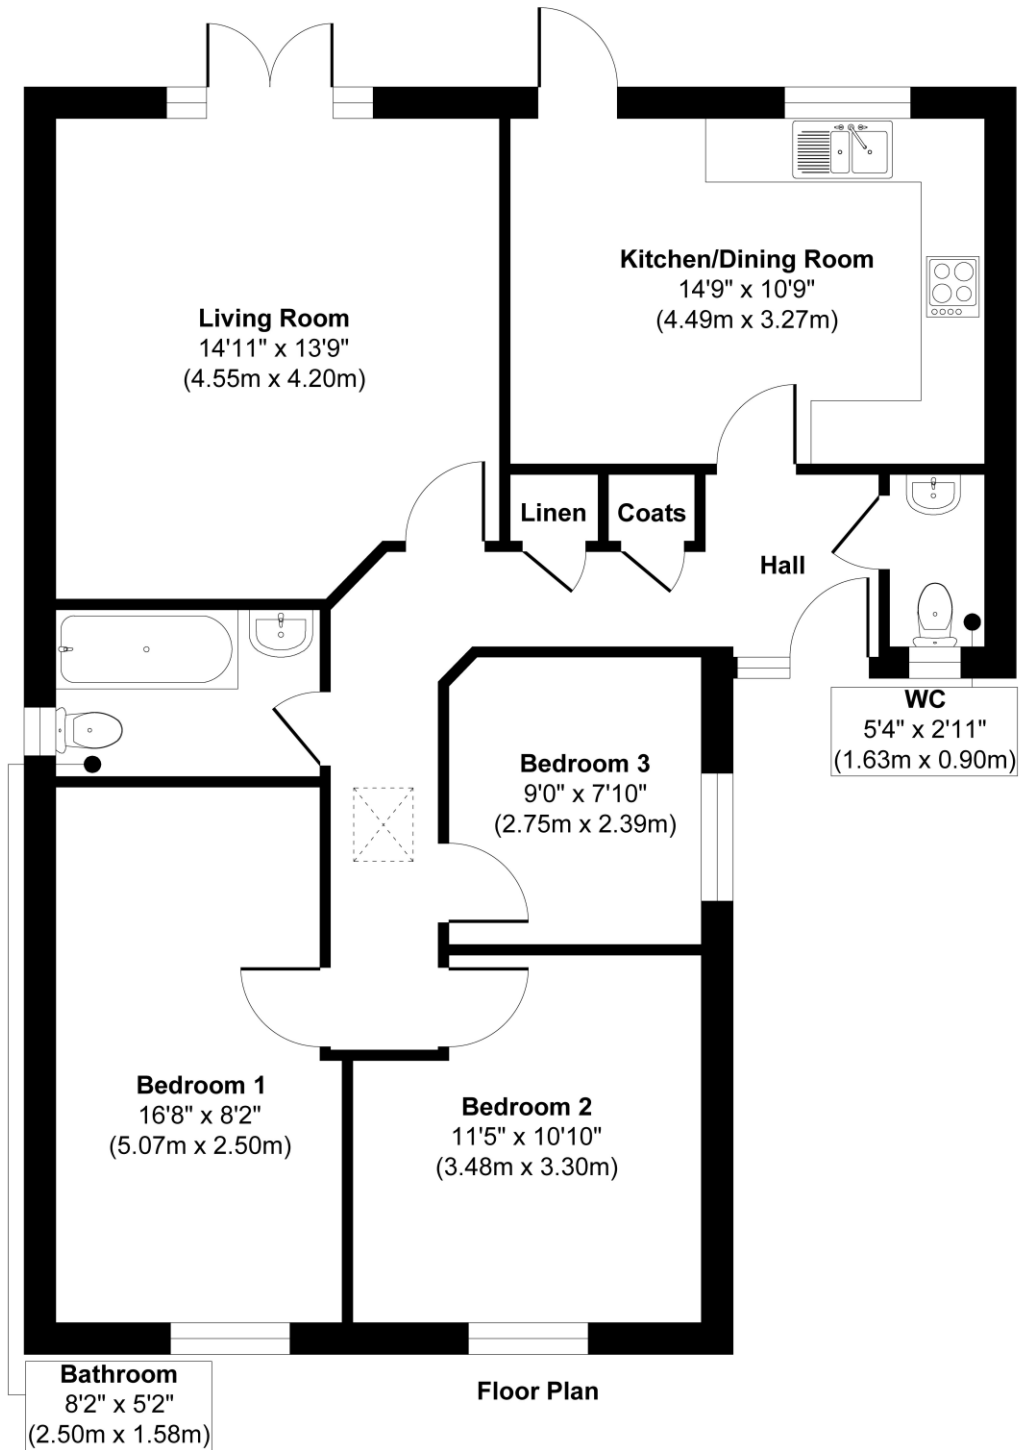 Kitchen/Dining Room
14'9" x 10'9"
(4.49m x 3.27m)
Living Room
14'11" x 13'9"
(4.55m x 4.20m)
Linen
Coats
Hall
WC
5'4" x 2'11"
(1.63m x 0.90m)
Bedroom 3
9'0" x 7'10"
(2.75m x 2.39m)
Bedroom 1
16'8" x 8'2"
(5.07m x 2.50m)
Bedroom 2
11'5" x 10'10"
(3.48m x 3.30m)
Bathroom
8'2" x 5'2"
(2.50m x 1.58m)
Floor Plan